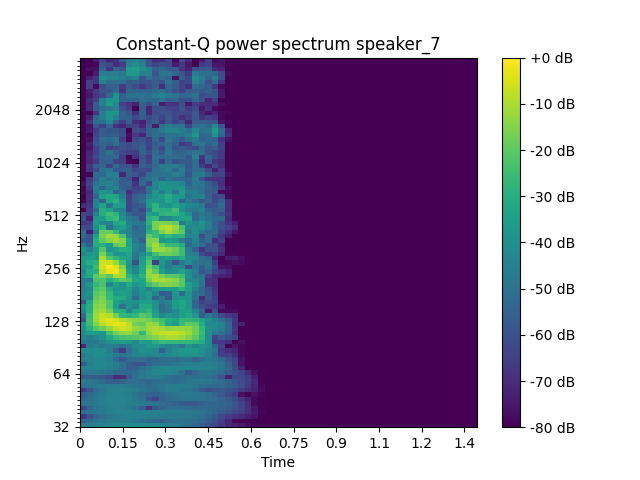 Constant-Q power spectrum speaker_7
Hz
2048
1024
512
256
128
64
32
0 0.15 0.3 0.45 0.6 0.75 0.9 1.1 1.2 1.4
Time
+0 dB
-10 dB
-20 dB
-30 dB
-40 dB
-50 dB
-60 dB
-70 dB
-80 dB